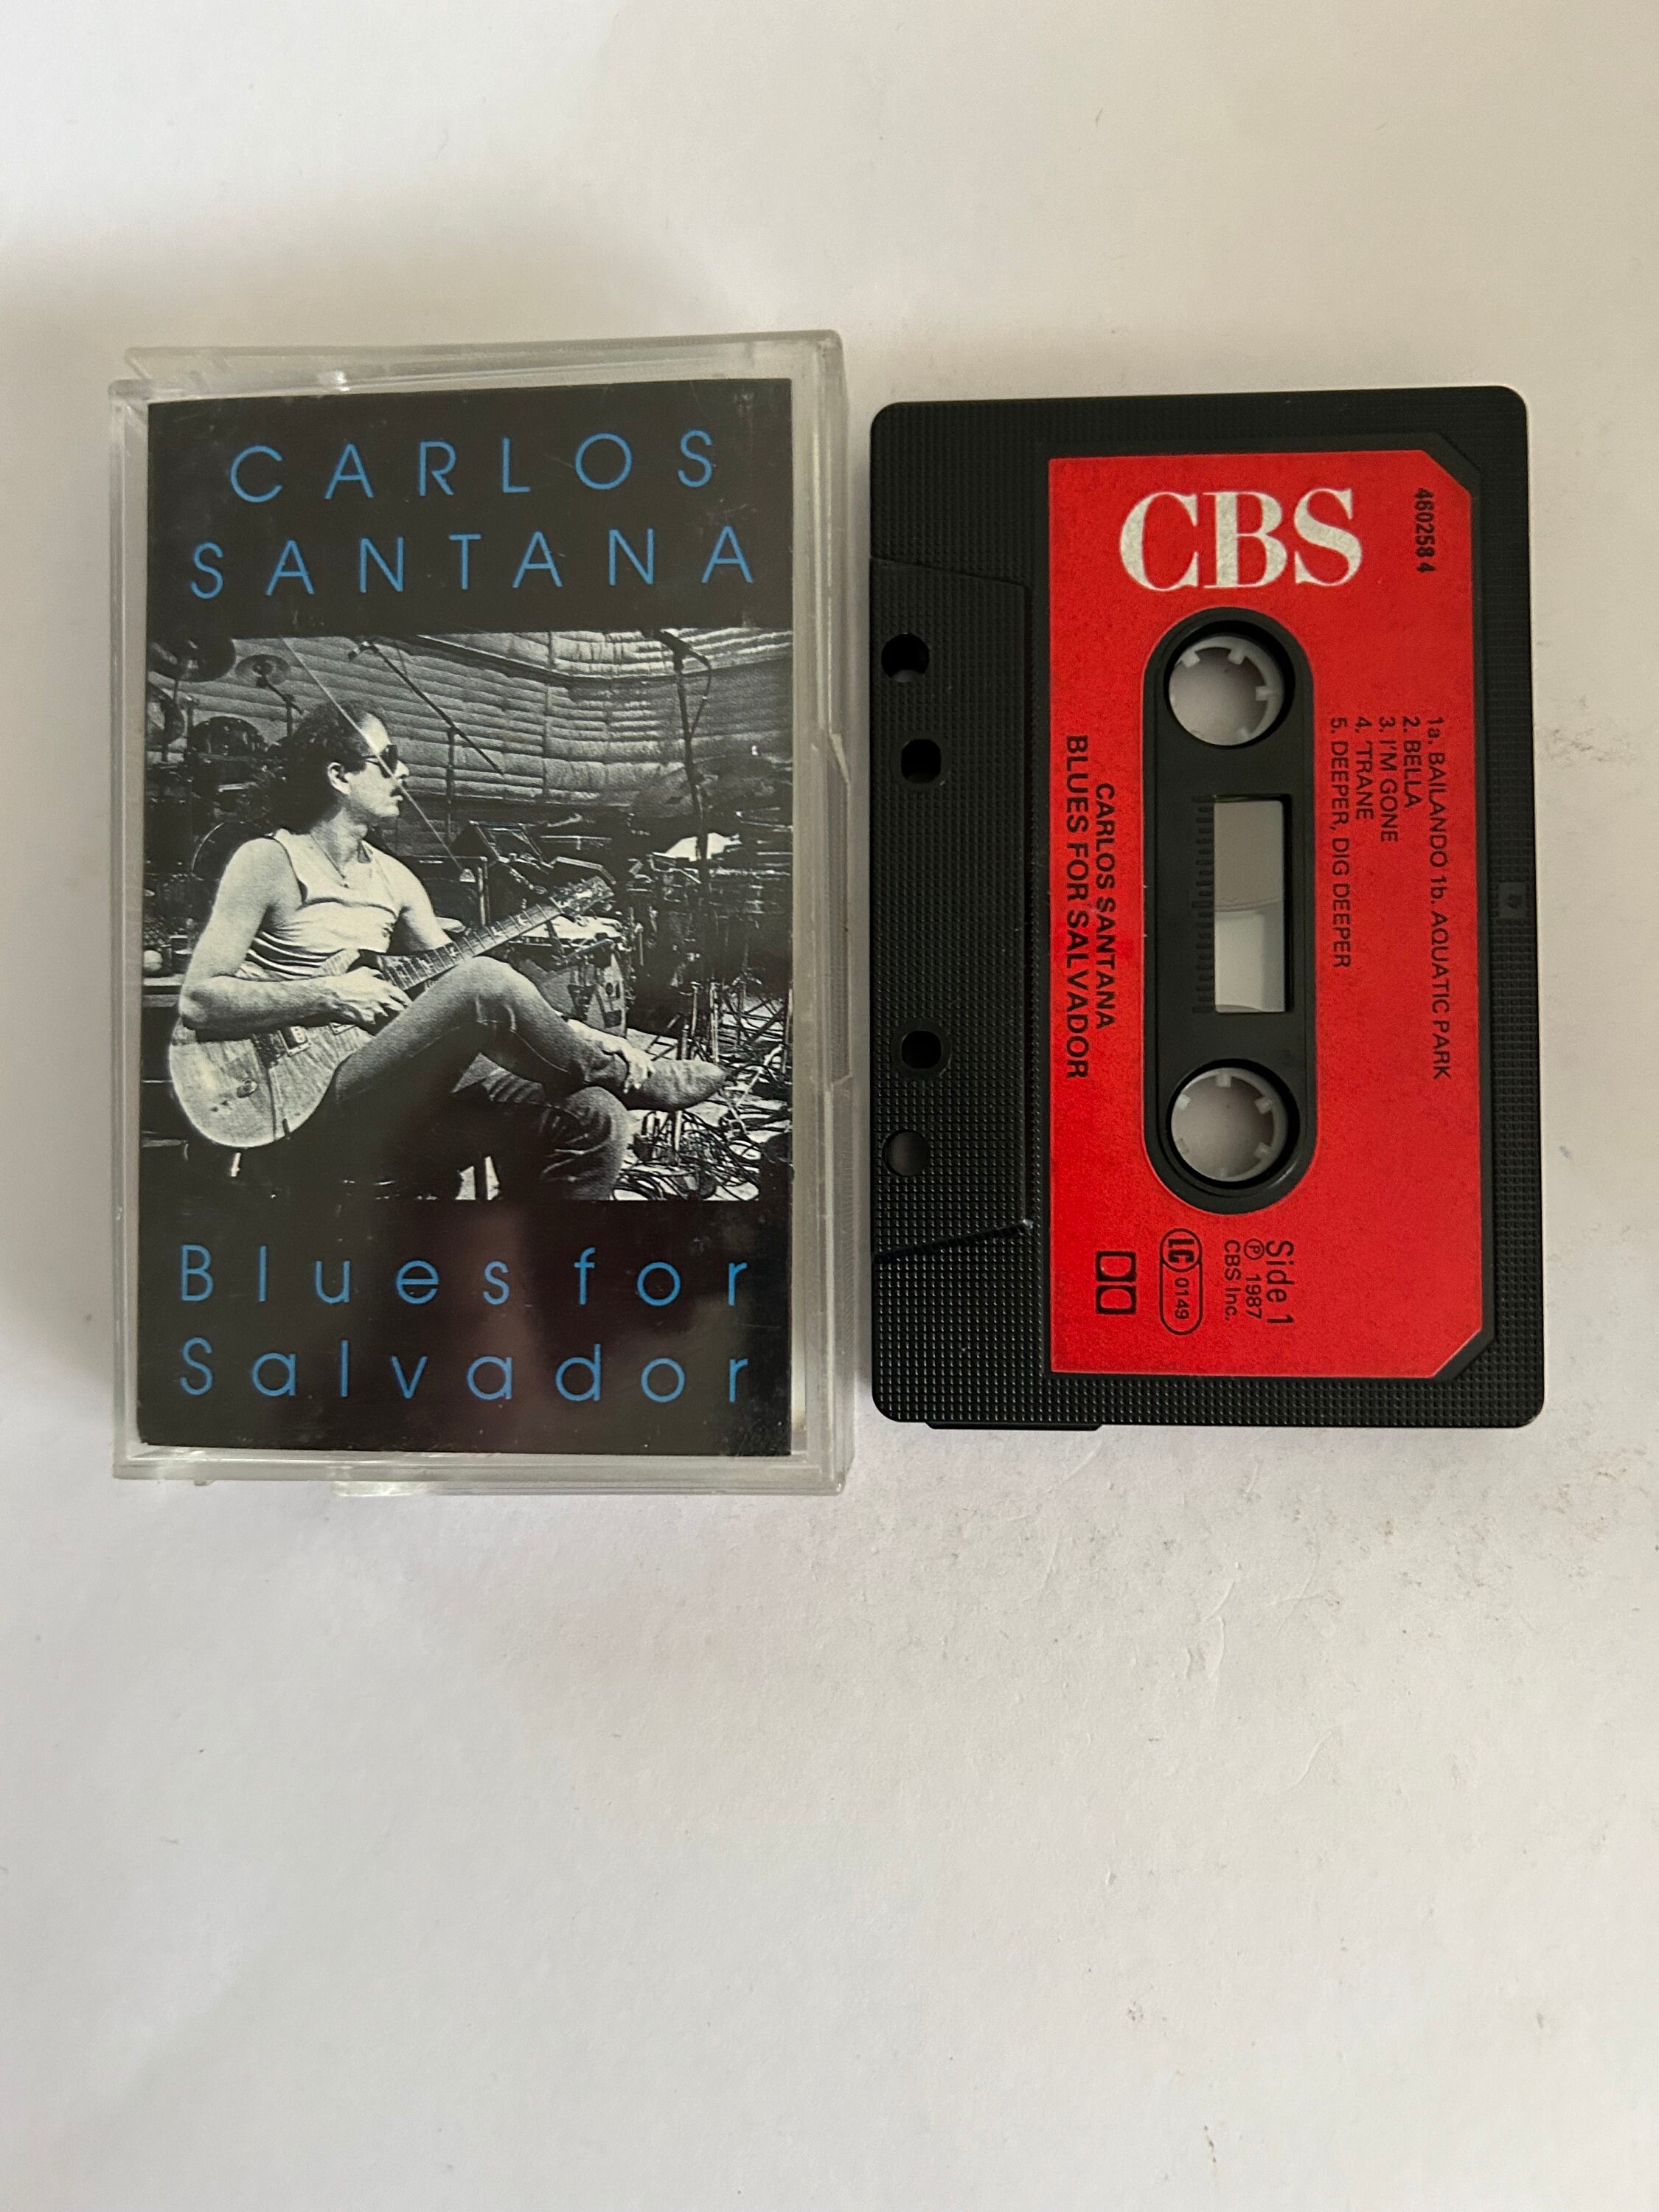 CARLOS
SANTANA
Blues for
Salvador
CBS
460258 4
1a. BAILANDO 1b. AQUATIC PARK
2. BELLA
3. I'M GONE
4. 'TRANE
5. DEEPER, DIG DEEPER
CARLOS SANTANA
BLUES FOR SALVADOR
Side 1
℗ 1987
CBS Inc.
LC 0149